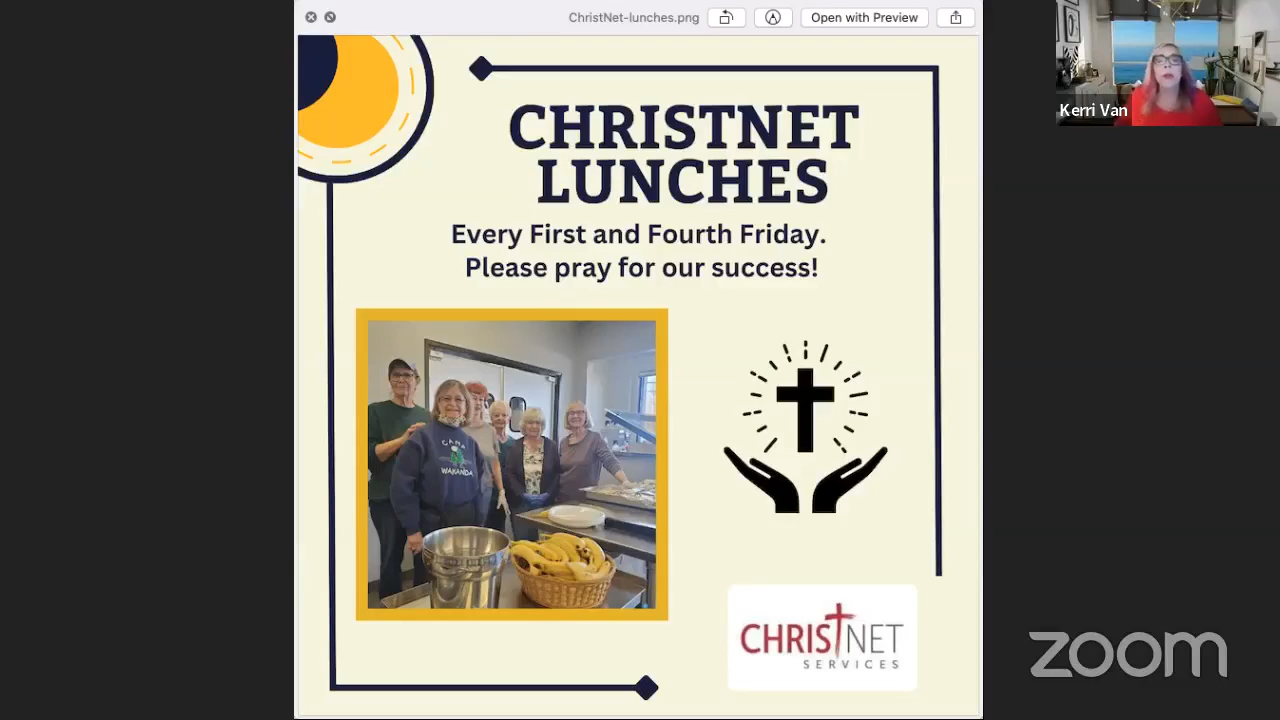 ChristNet-lunches.png
Open with Preview
CHRISTNET
LUNCHES
Every First and Fourth Friday.
Please pray for our success!
CAMP
WAKANDA
CHRISTNET
SERVICES
Kerri Van
zoom